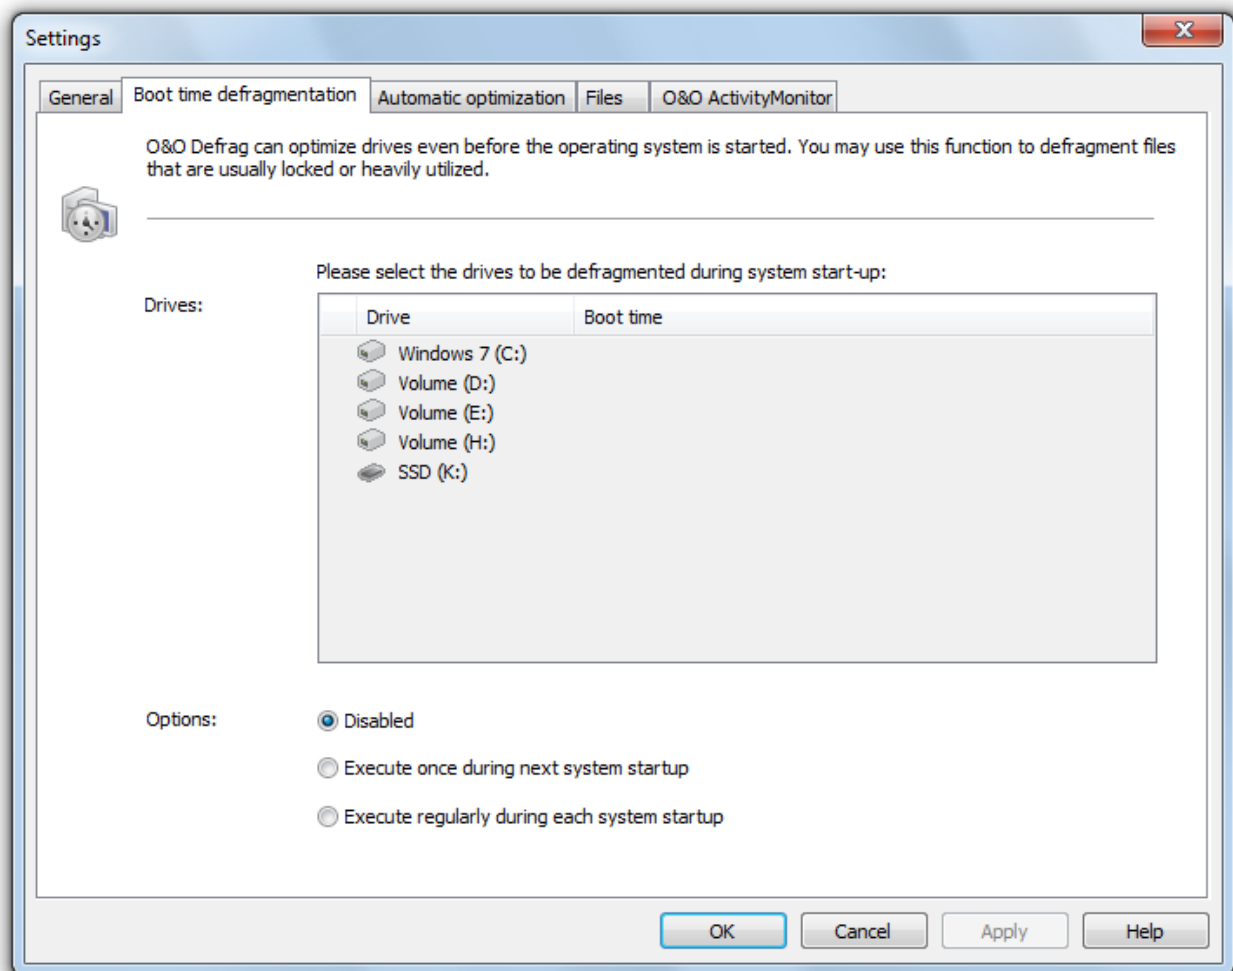 Settings
General
Boot time defragmentation
Automatic optimization
Files
O&O ActivityMonitor
O&O Defrag can optimize drives even before the operating system is started. You may use this function to defragment files
that are usually locked or heavily utilized.
Please select the drives to be defragmented during system start-up:
Drives:
Drive
Boot time
Windows 7 (C:)
Volume (D:)
Volume (E:)
Volume (H:)
SSD (K:)
Options:
Disabled
Execute once during next system startup
Execute regularly during each system startup
OK
Cancel
Apply
Help